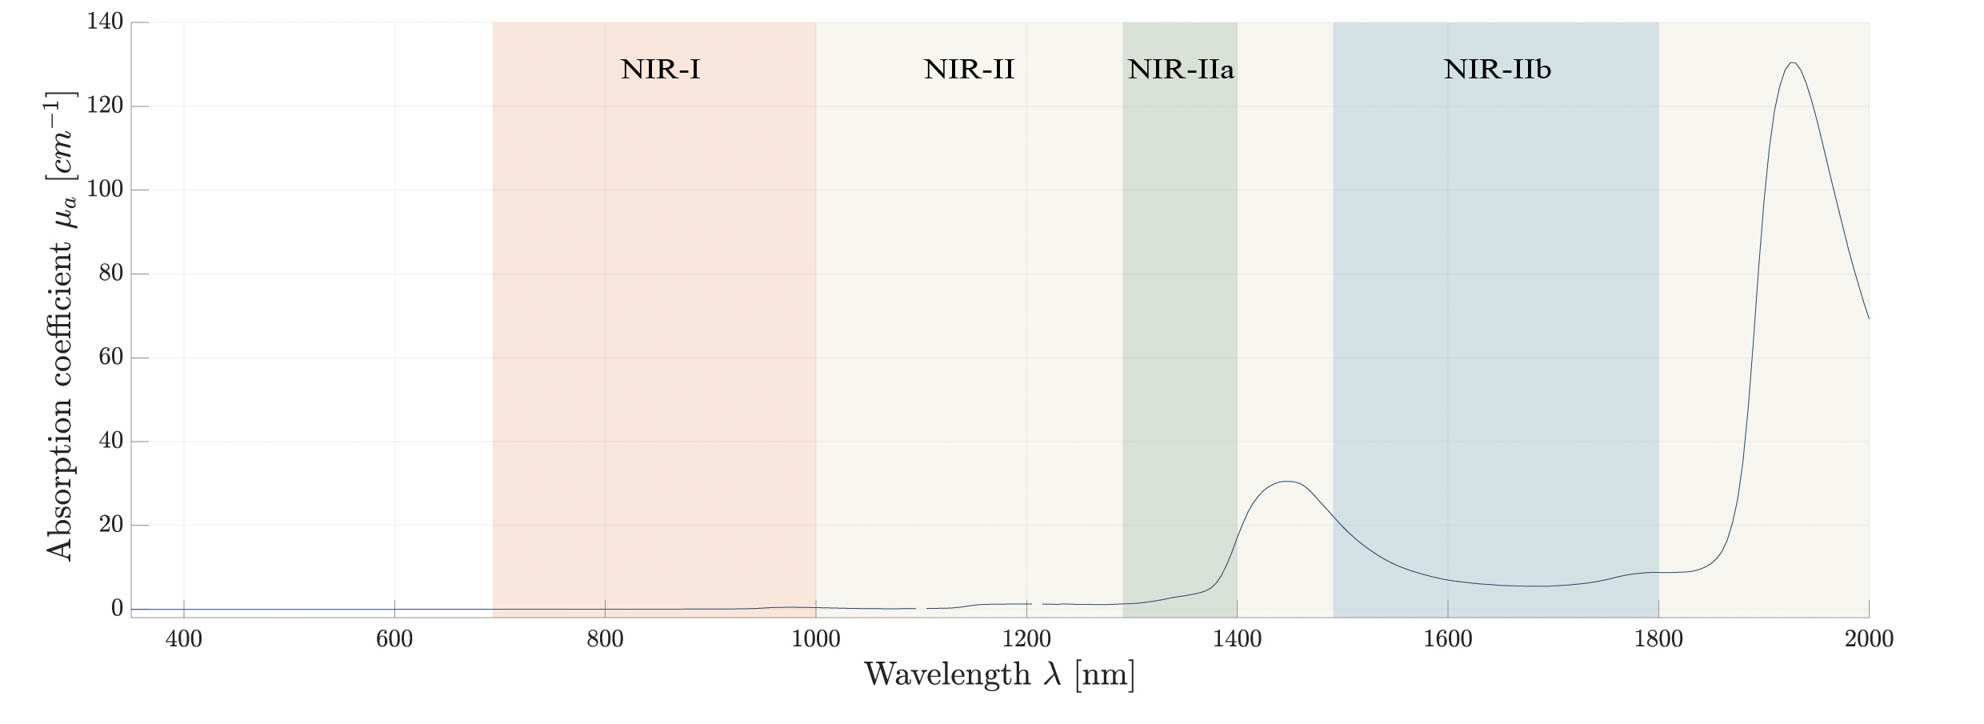 140
120
100
80
60
40
20
0
Absorption coefficient μₐ [cm⁻¹]
NIR-I
NIR-II
NIR-IIa
NIR-IIb
400
600
800
1000
1200
1400
1600
1800
2000
Wavelength λ [nm]